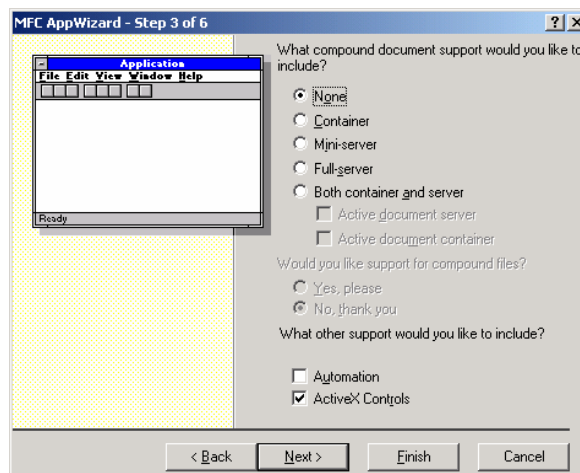 MFC AppWizard - Step 3 of 6
Application
File Edit View Window Help
Ready
What compound document support would you like to
include?
None
Container
Mini-server
Full-server
Both container and server
Active document server
Active document container
Would you like support for compound files?
Yes, please
No, thank you
What other support would you like to include?
Automation
ActiveX Controls
< Back Next > Finish Cancel